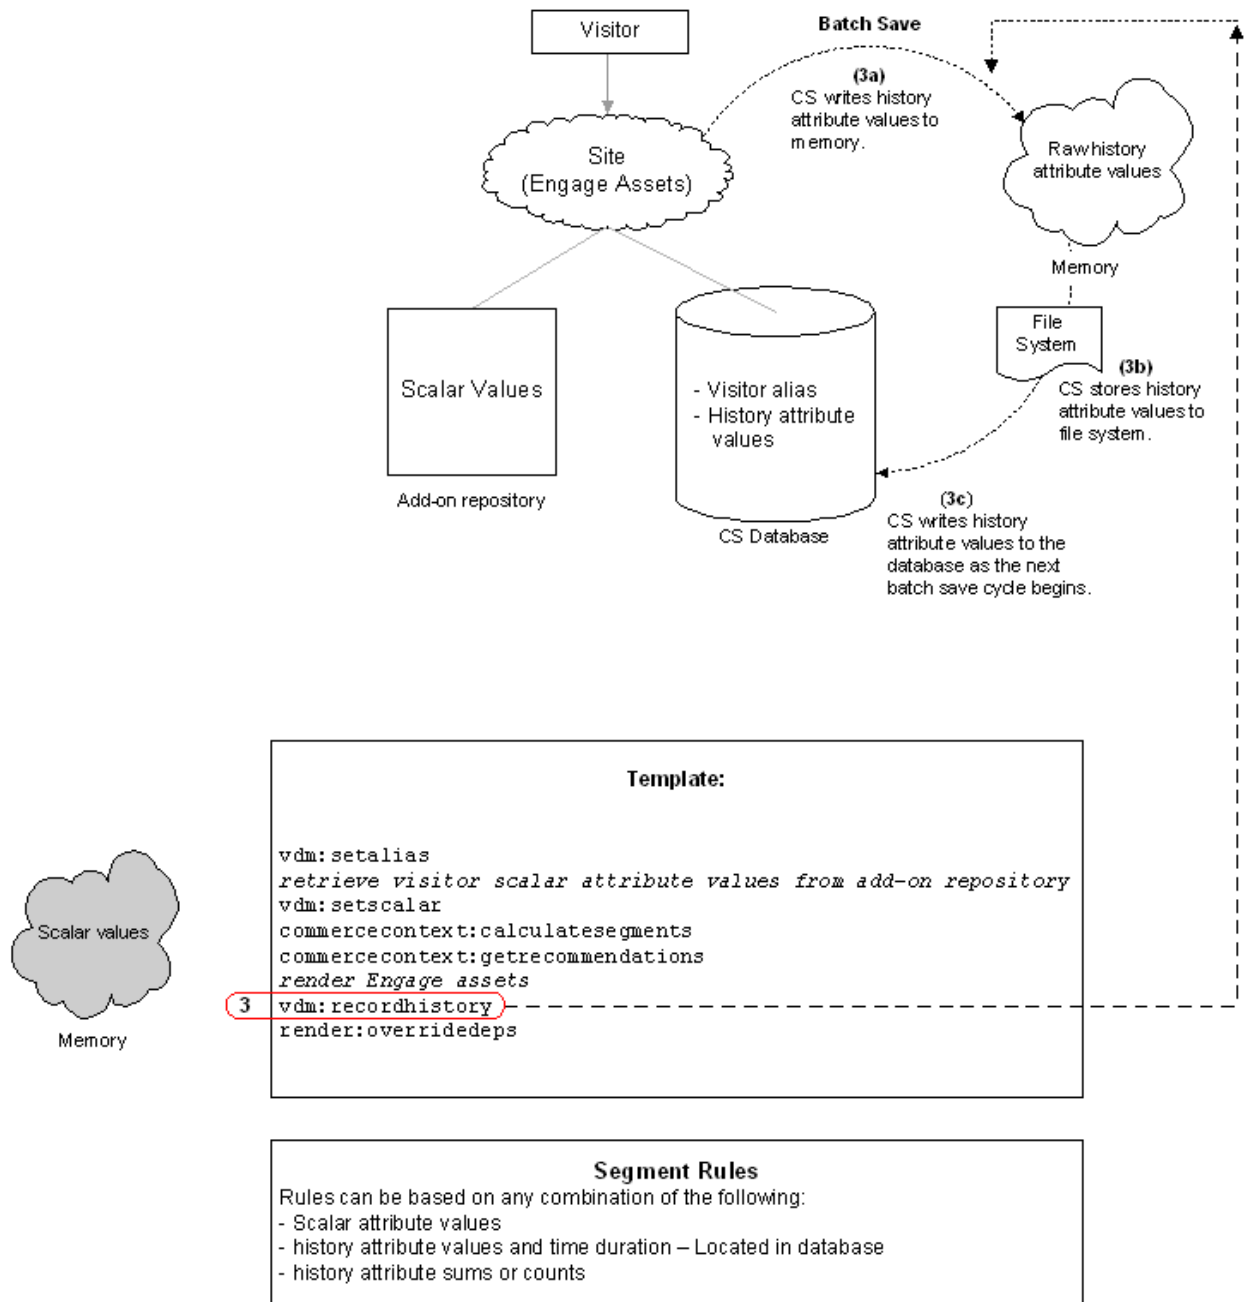 Visitor
Batch Save
(3a)
CS writes history
attribute values to
memory.
Site
(Engage Assets)
Raw history
attribute values
Memory
File
System
(3b)
CS stores history
attribute values to
file system.
Scalar Values
Add-on repository
- Visitor alias
- History attribute
values
CS Database
(3c)
CS writes history
attribute values to the
database as the next
batch save cycle begins.
Template:
vdm:setalias
retrieve visitor scalar attribute values from add-on repository
vdm:setscalar
commercecontext:calculatesegments
commercecontext:getrecommendations
render Engage assets
3 vdm:recordhistory
render:overridedeps
Scalar values
Memory
Segment Rules
Rules can be based on any combination of the following:
- Scalar attribute values
- history attribute values and time duration – Located in database
- history attribute sums or counts